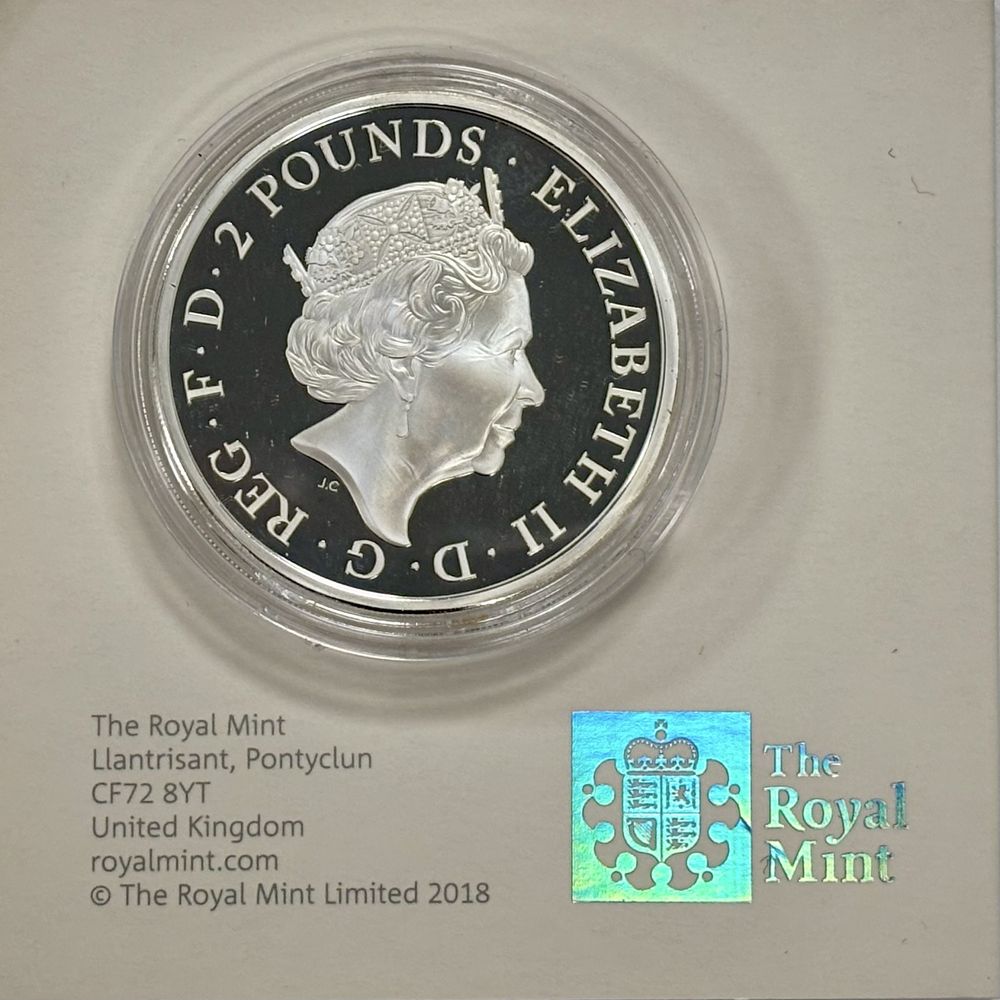 2 POUNDS · ELIZABETH II · D · G · REG · F · D ·
J.C
The Royal Mint
Llantrisant, Pontyclun
CF72 8YT
United Kingdom
royalmint.com
© The Royal Mint Limited 2018
The
Royal
Mint